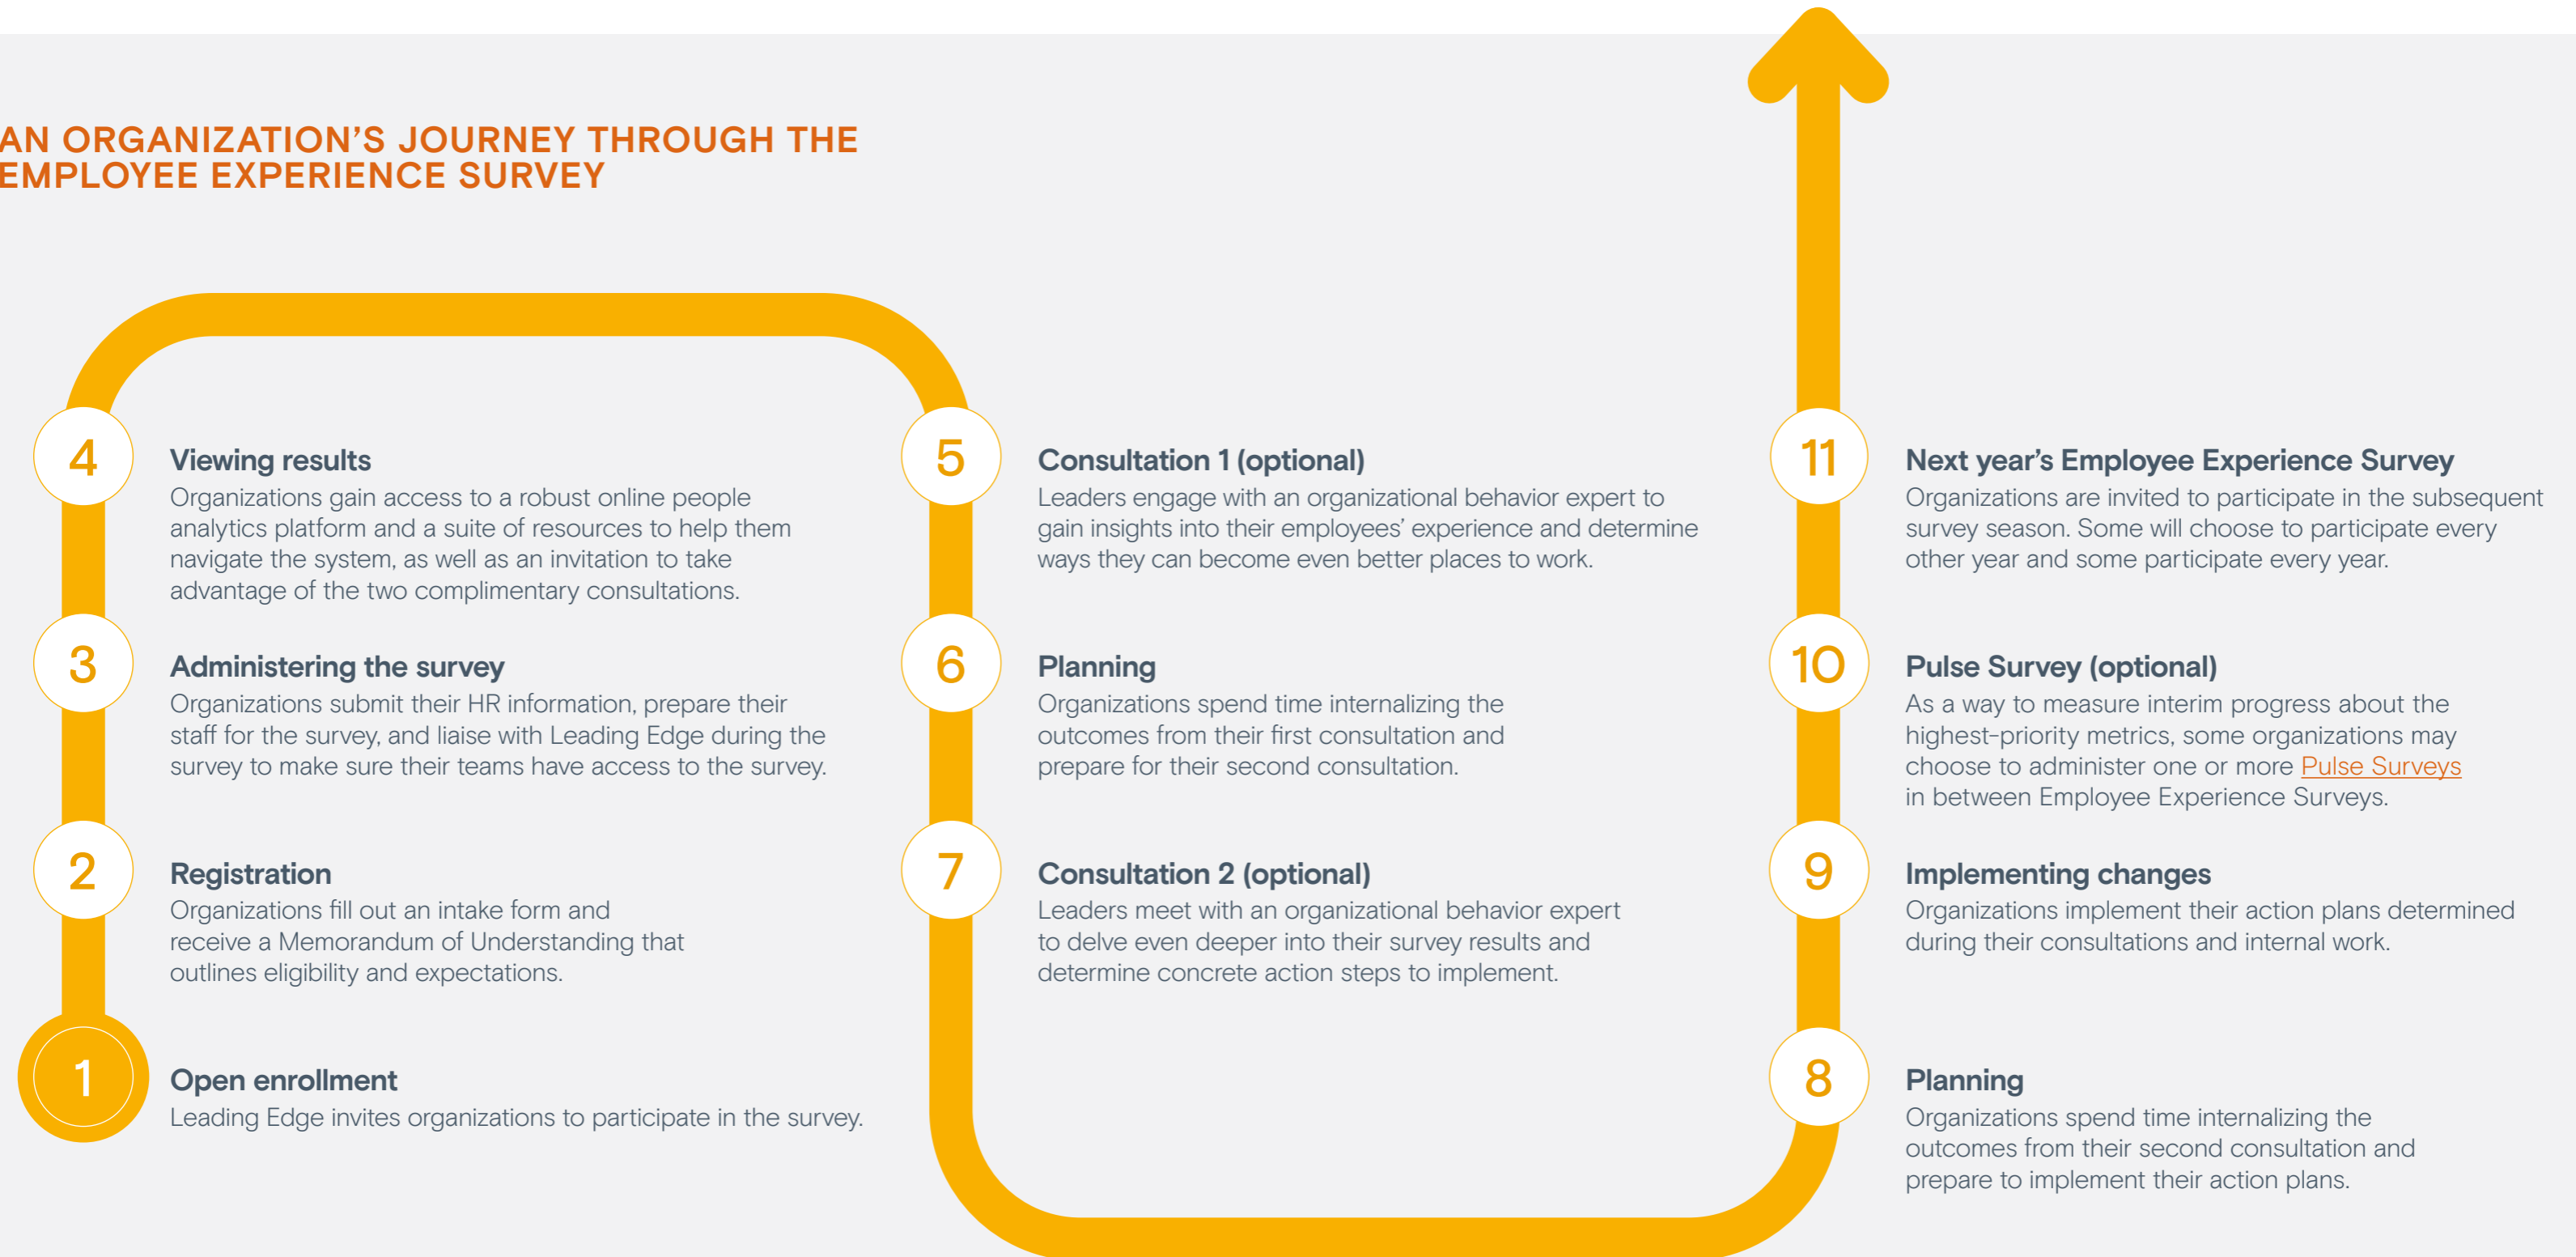 AN ORGANIZATION’S JOURNEY THROUGH THE
EMPLOYEE EXPERIENCE SURVEY
1
Open enrollment
Leading Edge invites organizations to participate in the survey.
2
Registration
Organizations fill out an intake form and
receive a Memorandum of Understanding that
outlines eligibility and expectations.
3
Administering the survey
Organizations submit their HR information, prepare their
staff for the survey, and liaise with Leading Edge during the
survey to make sure their teams have access to the survey.
4
Viewing results
Organizations gain access to a robust online people
analytics platform and a suite of resources to help them
navigate the system, as well as an invitation to take
advantage of the two complimentary consultations.
5
Consultation 1 (optional)
Leaders engage with an organizational behavior expert to
gain insights into their employees’ experience and determine
ways they can become even better places to work.
6
Planning
Organizations spend time internalizing the
outcomes from their first consultation and
prepare for their second consultation.
7
Consultation 2 (optional)
Leaders meet with an organizational behavior expert
to delve even deeper into their survey results and
determine concrete action steps to implement.
8
Planning
Organizations spend time internalizing the
outcomes from their second consultation and
prepare to implement their action plans.
9
Implementing changes
Organizations implement their action plans determined
during their consultations and internal work.
10
Pulse Survey (optional)
As a way to measure interim progress about the
highest-priority metrics, some organizations may
choose to administer one or more Pulse Surveys
in between Employee Experience Surveys.
11
Next year’s Employee Experience Survey
Organizations are invited to participate in the subsequent
survey season. Some will choose to participate every
other year and some participate every year.